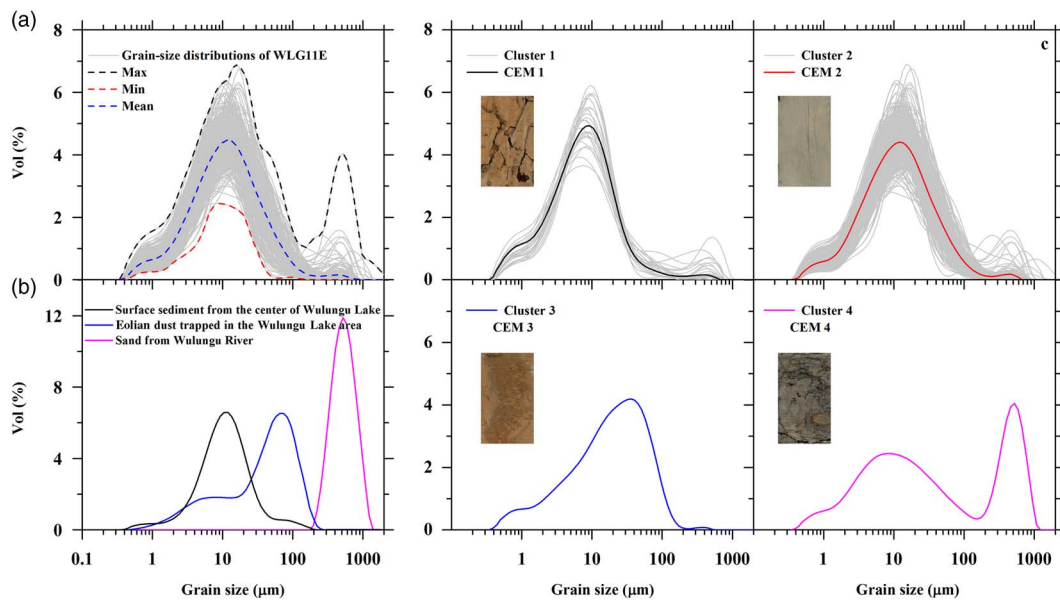 (a)
8
6
4
2
0
Vol (%)
Grain-size distributions of WLG11E
Max
Min
Mean
8
6
4
2
0
Cluster 1
CEM 1
c
Cluster 2
CEM 2
(b)
12
8
4
0
Vol (%)
Surface sediment from the center of Wulungu Lake
Eolian dust trapped in the Wulungu Lake area
Sand from Wulungu River
0.1 1 10 100 1000
Grain size (μm)
6
4
2
0
Cluster 3
CEM 3
1 10 100 1000
Grain size (μm)
Cluster 4
CEM 4
1 10 100 1000
Grain size (μm)